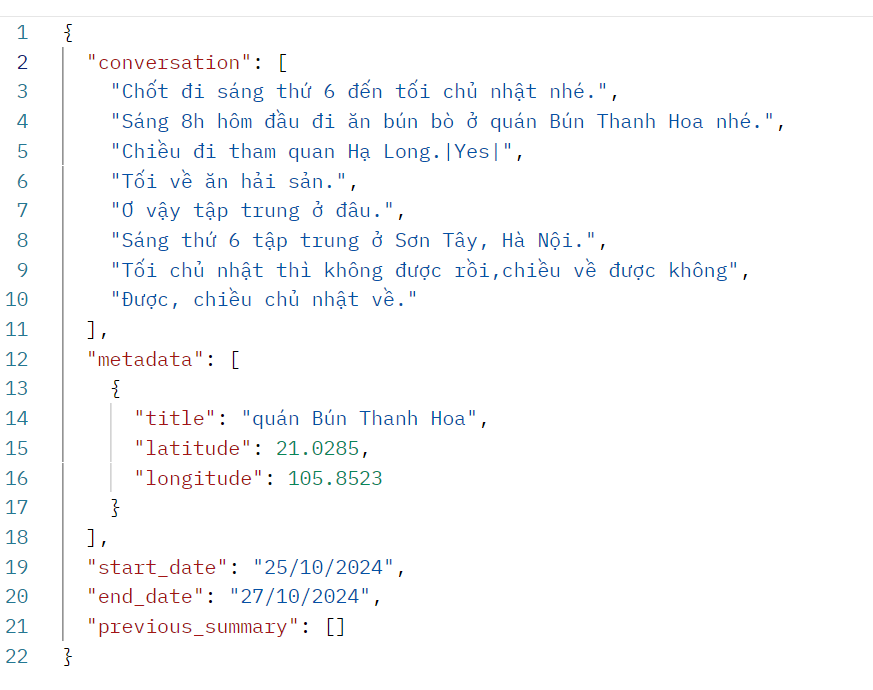 1 {
2 "conversation": [
3 "Chốt đi sáng thứ 6 đến tối chủ nhật nhé.",
4 "Sáng 8h hôm đầu đi ăn bún bò ở quán Bún Thanh Hoa nhé.",
5 "Chiều đi tham quan Hạ Long.|Yes|",
6 "Tối về ăn hải sản.",
7 "Ơ vậy tập trung ở đâu.",
8 "Sáng thứ 6 tập trung ở Sơn Tây, Hà Nội.",
9 "Tối chủ nhật thì không được rồi,chiều về được không",
10 "Được, chiều chủ nhật về."
11 ],
12 "metadata": [
13 {
14 "title": "quán Bún Thanh Hoa",
15 "latitude": 21.0285,
16 "longitude": 105.8523
17 }
18 ],
19 "start_date": "25/10/2024",
20 "end_date": "27/10/2024",
21 "previous_summary": []
22 }